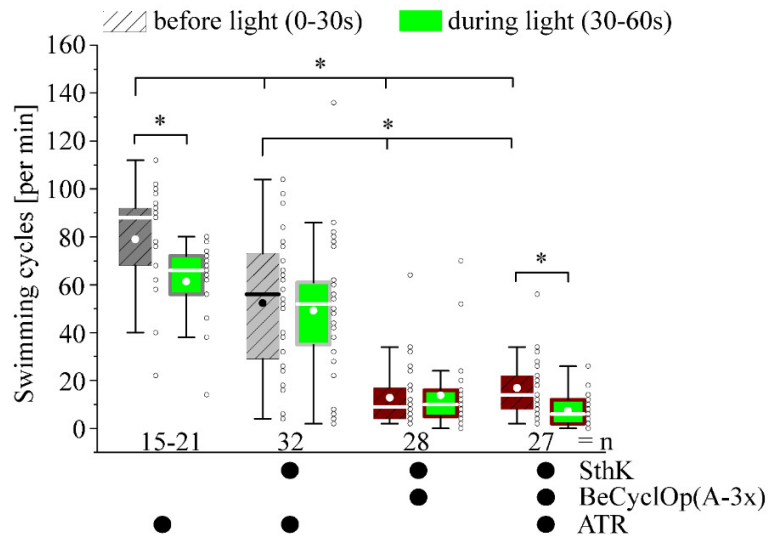 before light (0-30s) during light (30-60s)
Swimming cycles [per min]
160
140
120
100
80
60
40
20
0
*
*
*
*
15-21 32 28 27 = n
SthK
BeCyclOp(A-3x)
ATR